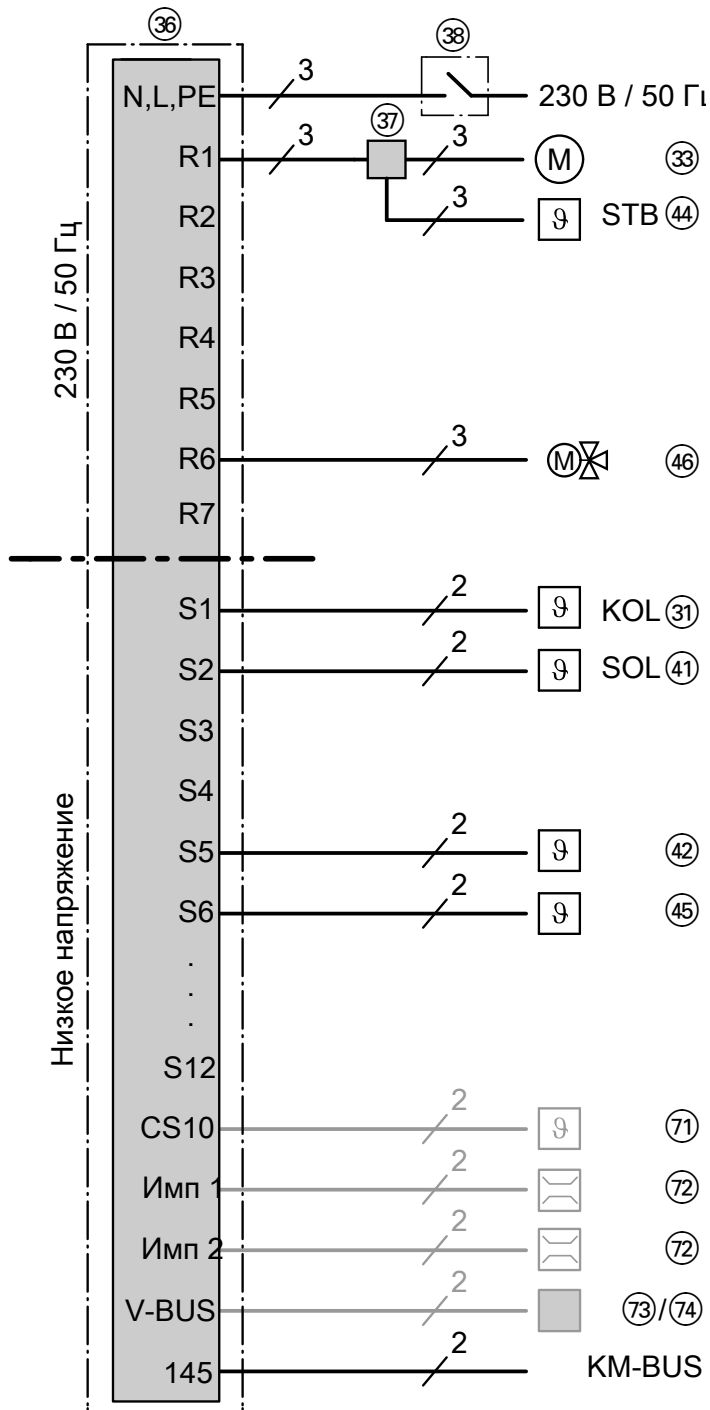 36
38
N,L,PE 3 230 В / 50 Гц
37
R1 3 3 M 33
R2 3 ϑ STB 44
R3
R4
R5
R6 3 M 46
R7
230 В / 50 Гц
S1 2 ϑ KOL 31
S2 2 ϑ SOL 41
S3
S4
S5 2 ϑ 42
S6 2 ϑ 45
.
.
.
S12
CS10 2 ϑ 71
Имп 1 2 72
Имп 2 2 72
V-BUS 2 73/74
145 2 KM-BUS
Низкое напряжение